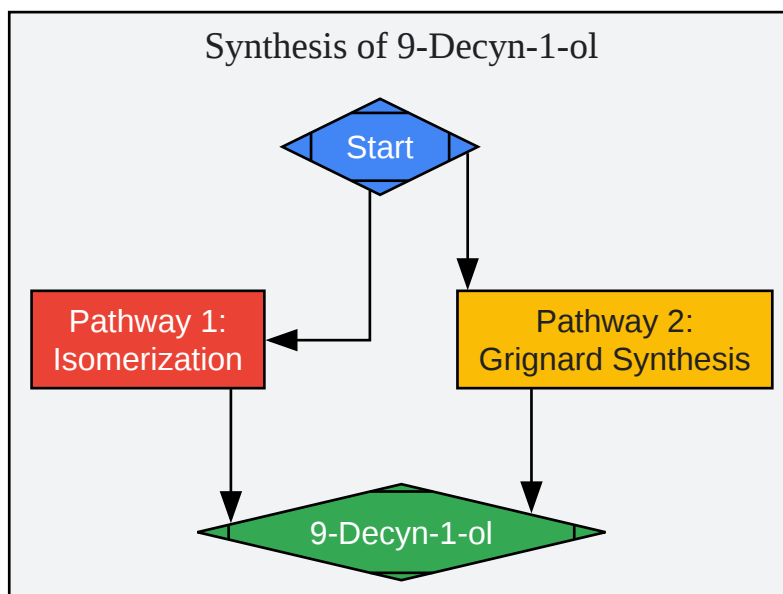 Synthesis of 9-Decyn-1-ol
Start
Pathway 1:
Isomerization
Pathway 2:
Grignard Synthesis
9-Decyn-1-ol